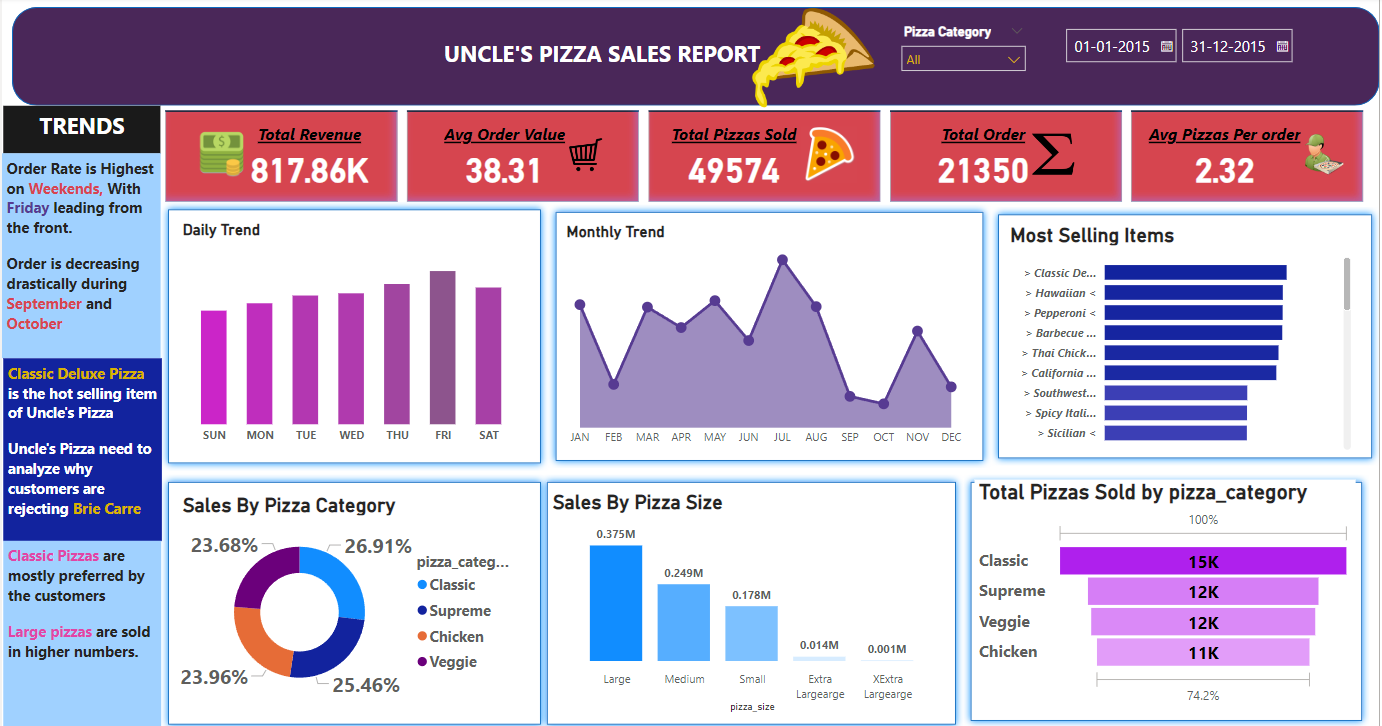 UNCLE'S PIZZA SALES REPORT
Pizza Category
All
01-01-2015
31-12-2015
TRENDS
Order Rate is Highest
on Weekends, With
Friday leading from
the front.
Order is decreasing
drastically during
September and
October
Classic Deluxe Pizza
is the hot selling item
of Uncle's Pizza
Uncle's Pizza need to
analyze why
customers are
rejecting Brie Carre
Classic Pizzas are
mostly preferred by
the customers
Large pizzas are sold
in higher numbers.
Total Revenue
817.86K
Avg Order Value
38.31
Total Pizzas Sold
49574
Total Order
21350
Σ
Avg Pizzas Per order
2.32
Daily Trend
SUN MON TUE WED THU FRI SAT
Monthly Trend
JAN FEB MAR APR MAY JUN JUL AUG SEP OCT NOV DEC
Most Selling Items
> Classic De...
> Hawaiian <
> Pepperoni <
> Barbecue ...
> Thai Chick...
> California ...
> Southwest...
> Spicy Itali...
> Sicilian <
Sales By Pizza Category
23.68%
26.91%
23.96%
25.46%
pizza_categ...
Classic
Supreme
Chicken
Veggie
Sales By Pizza Size
0.375M
0.249M
0.178M
0.014M
0.001M
Large Medium Small Extra XExtra
Largearge Largearge
pizza_size
Total Pizzas Sold by pizza_category
100%
Classic 15K
Supreme 12K
Veggie 12K
Chicken 11K
74.2%